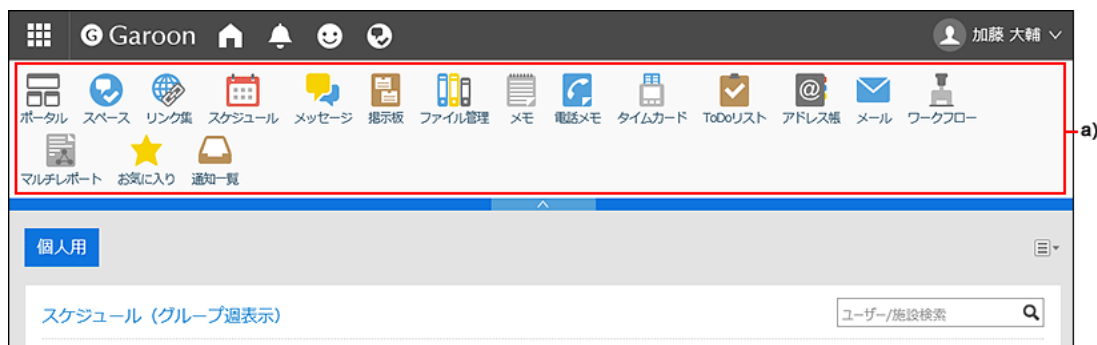 G Garoon 加藤 大輔
ポータル スペース リンク集 スケジュール メッセージ 掲示板 ファイル管理 メモ 電話メモ タイムカード ToDoリスト アドレス帳 メール ワークフロー
a)
マルチレポート お気に入り 通知一覧
個人用
スケジュール（グループ週表示） ユーザー/施設検索